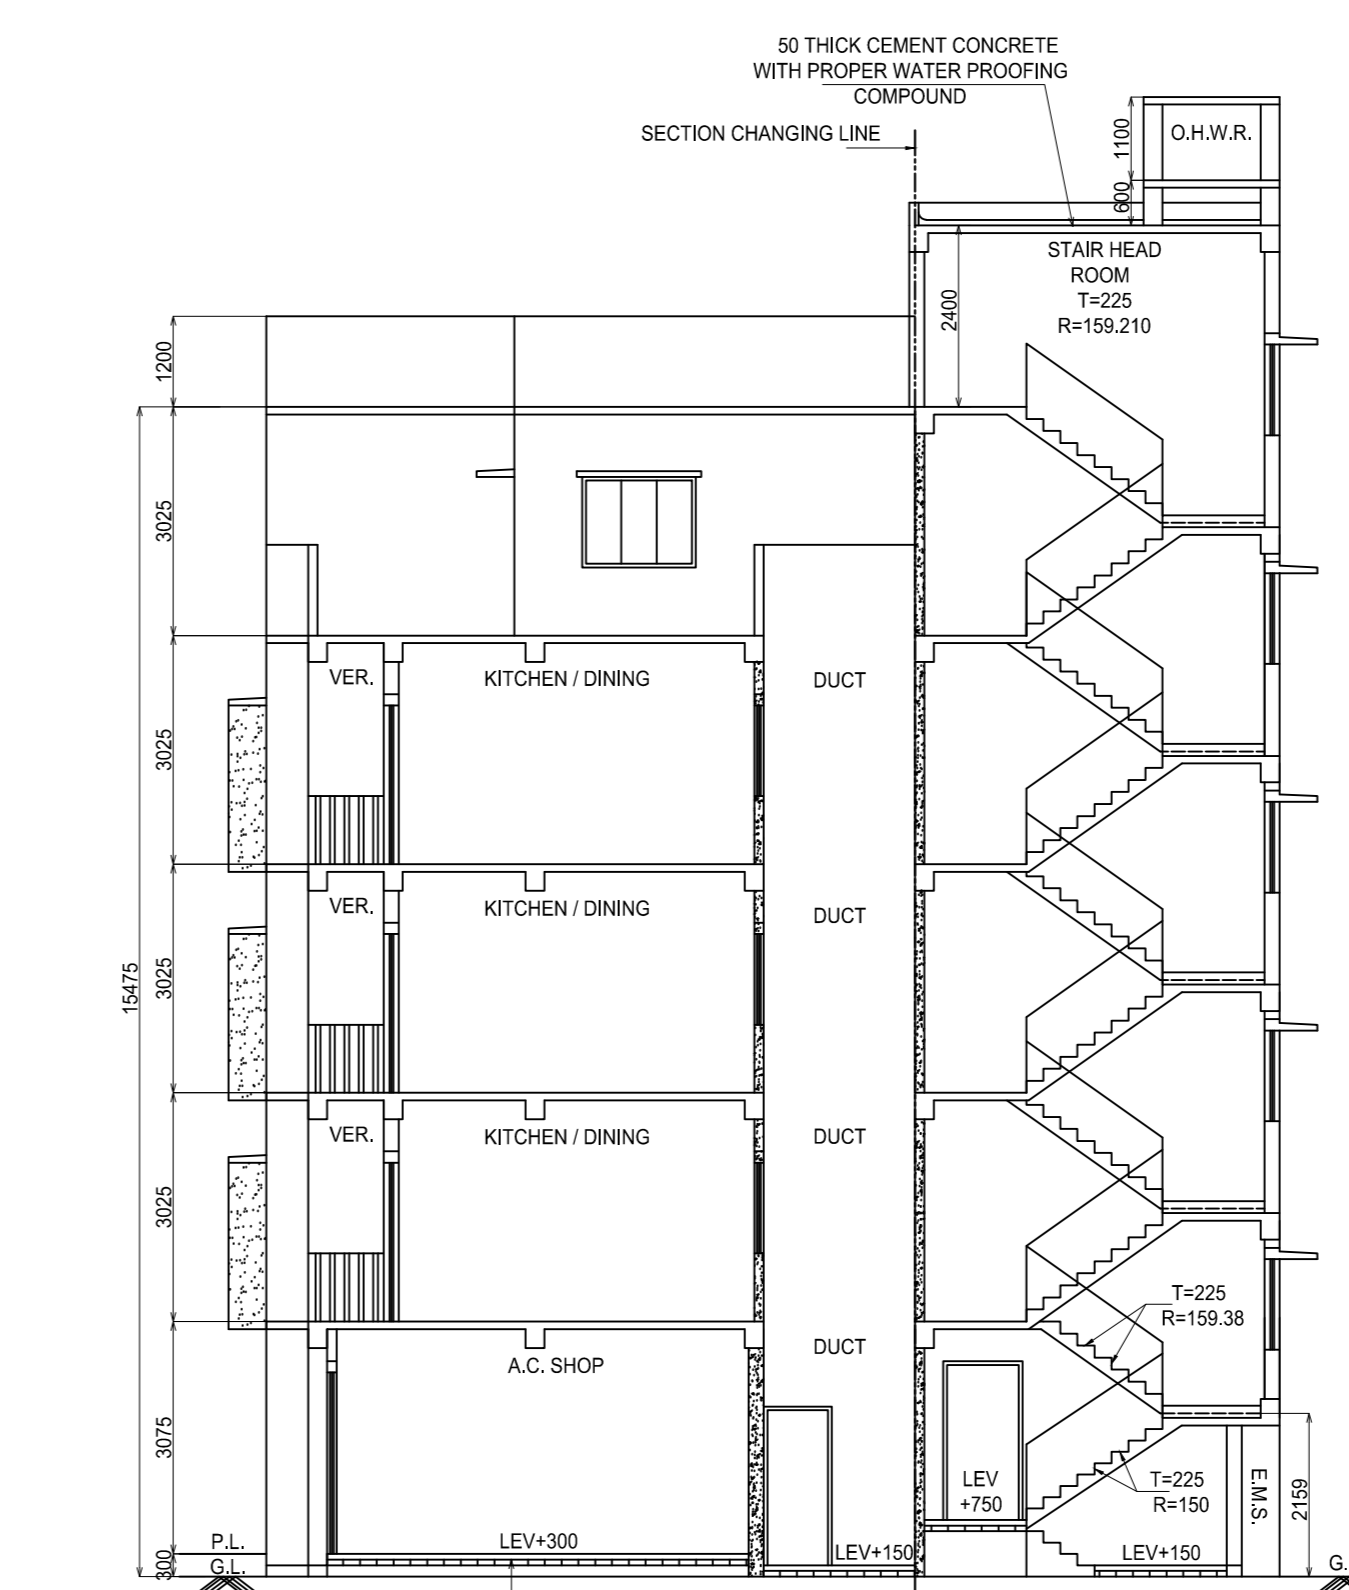 50 THICK CEMENT CONCRETE
WITH PROPER WATER PROOFING
COMPOUND
SECTION CHANGING LINE
1100
O.H.W.R.
600
STAIR HEAD
ROOM
T=225
R=159.210
2400
1200
3025
VER.
KITCHEN / DINING
DUCT
3025
VER.
KITCHEN / DINING
DUCT
3025
15475
VER.
KITCHEN / DINING
DUCT
3025
T=225
R=159.38
DUCT
A.C. SHOP
3075
LEV
+750
T=225
R=150
E.M.S.
2159
P.L.
LEV+300
LEV+150
LEV+150
300
G.L.
G.